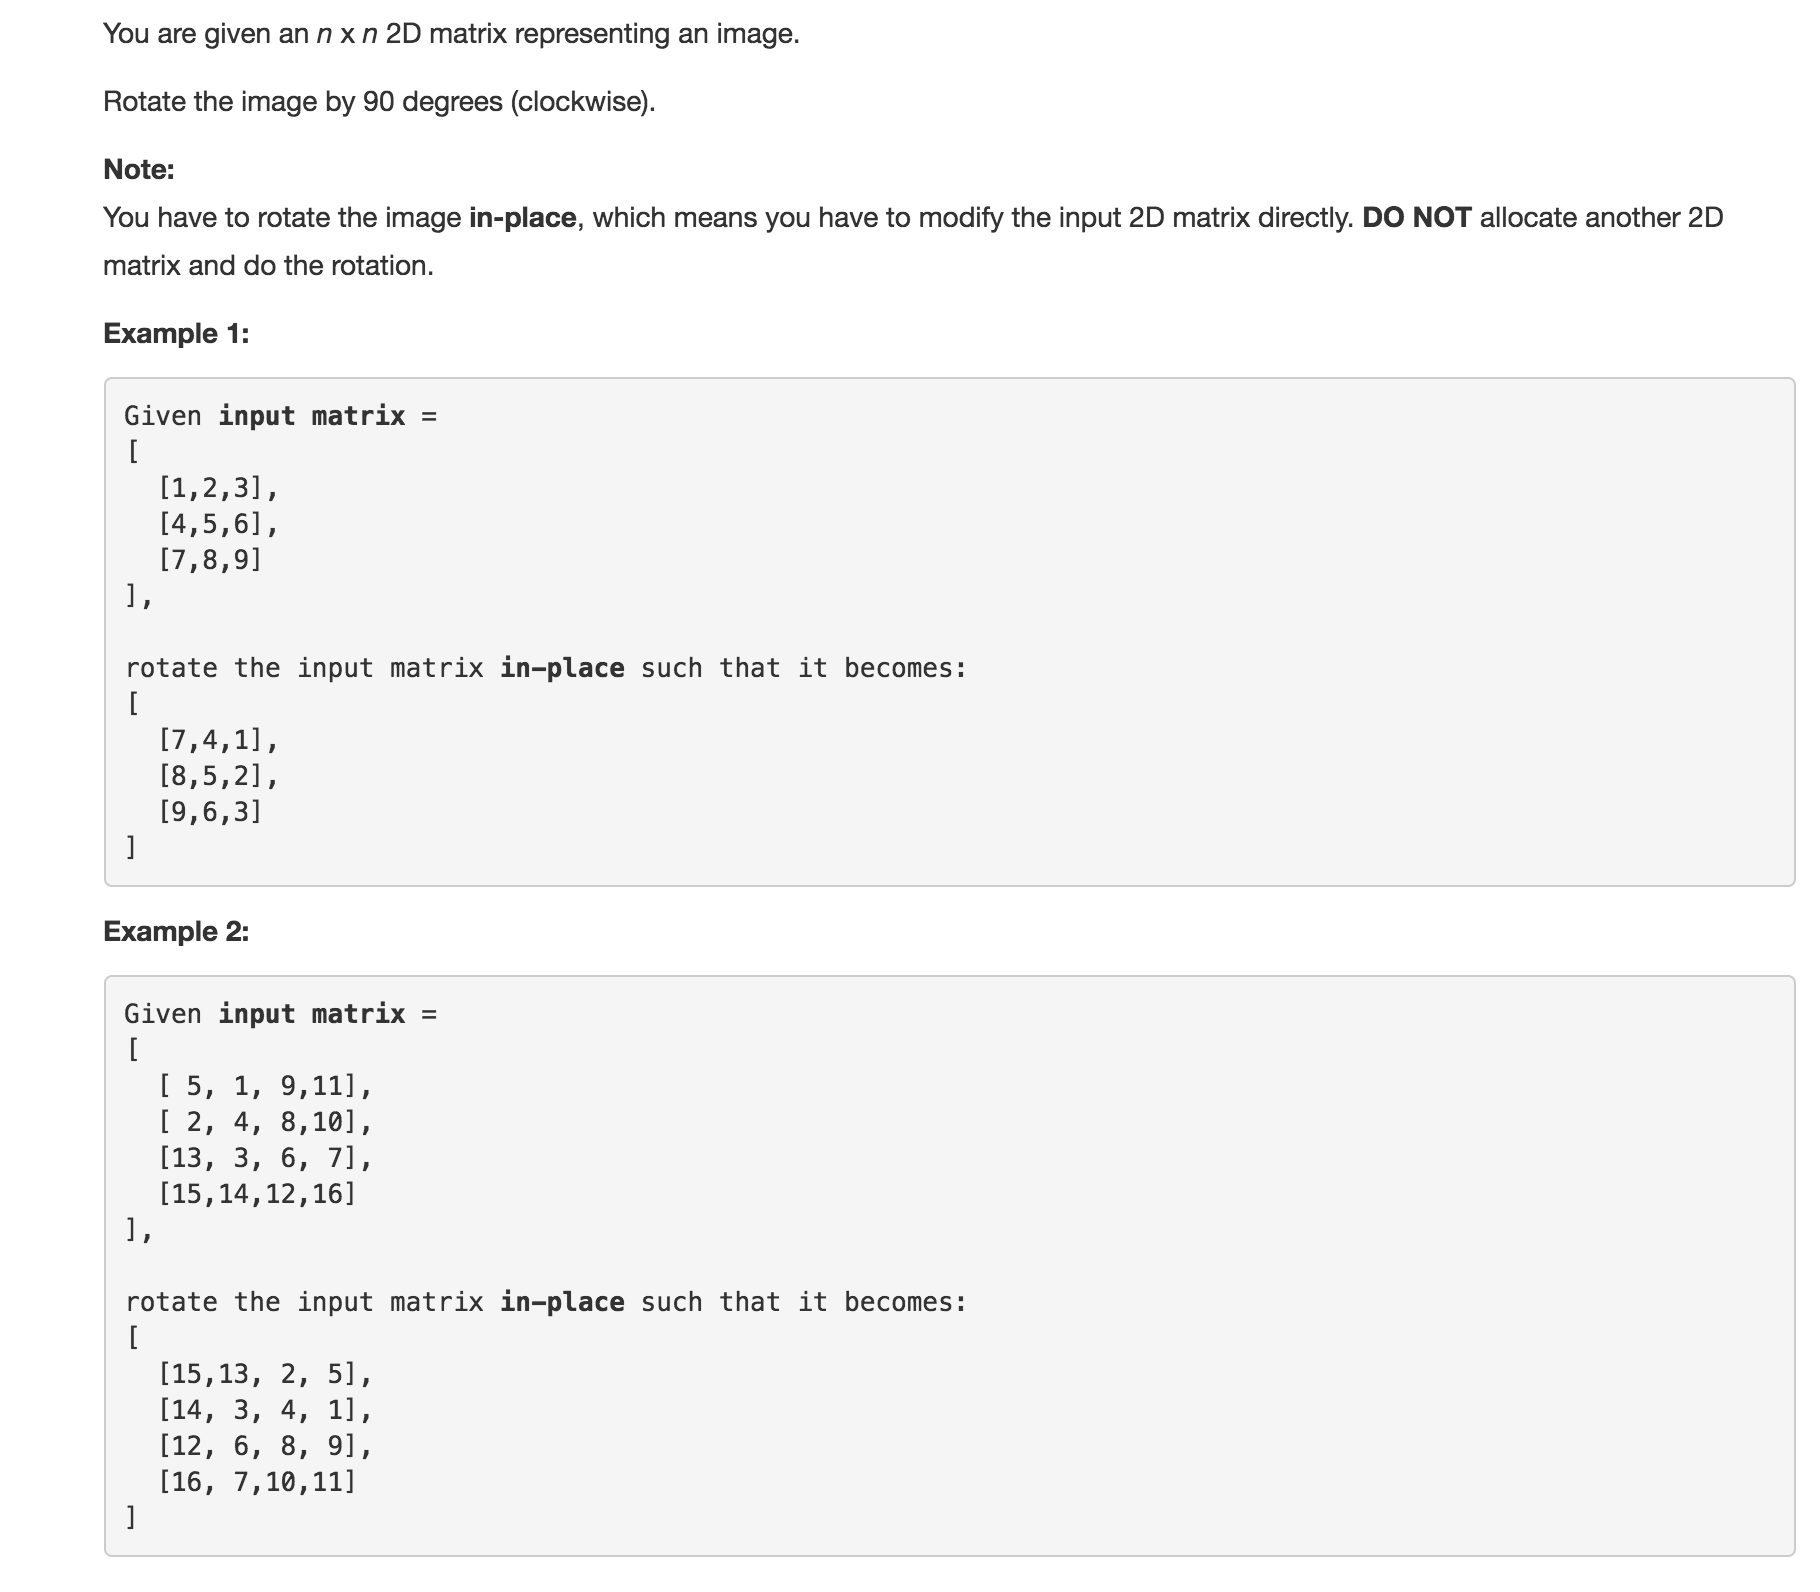 You are given an n x n 2D matrix representing an image.
Rotate the image by 90 degrees (clockwise).
Note:
You have to rotate the image in-place, which means you have to modify the input 2D matrix directly. DO NOT allocate another 2D
matrix and do the rotation.
Example 1:
Given input matrix =
[
  [1,2,3],
  [4,5,6],
  [7,8,9]
],
rotate the input matrix in-place such that it becomes:
[
  [7,4,1],
  [8,5,2],
  [9,6,3]
]
Example 2:
Given input matrix =
[
  [ 5, 1, 9,11],
  [ 2, 4, 8,10],
  [13, 3, 6, 7],
  [15,14,12,16]
],
rotate the input matrix in-place such that it becomes:
[
  [15,13, 2, 5],
  [14, 3, 4, 1],
  [12, 6, 8, 9],
  [16, 7,10,11]
]